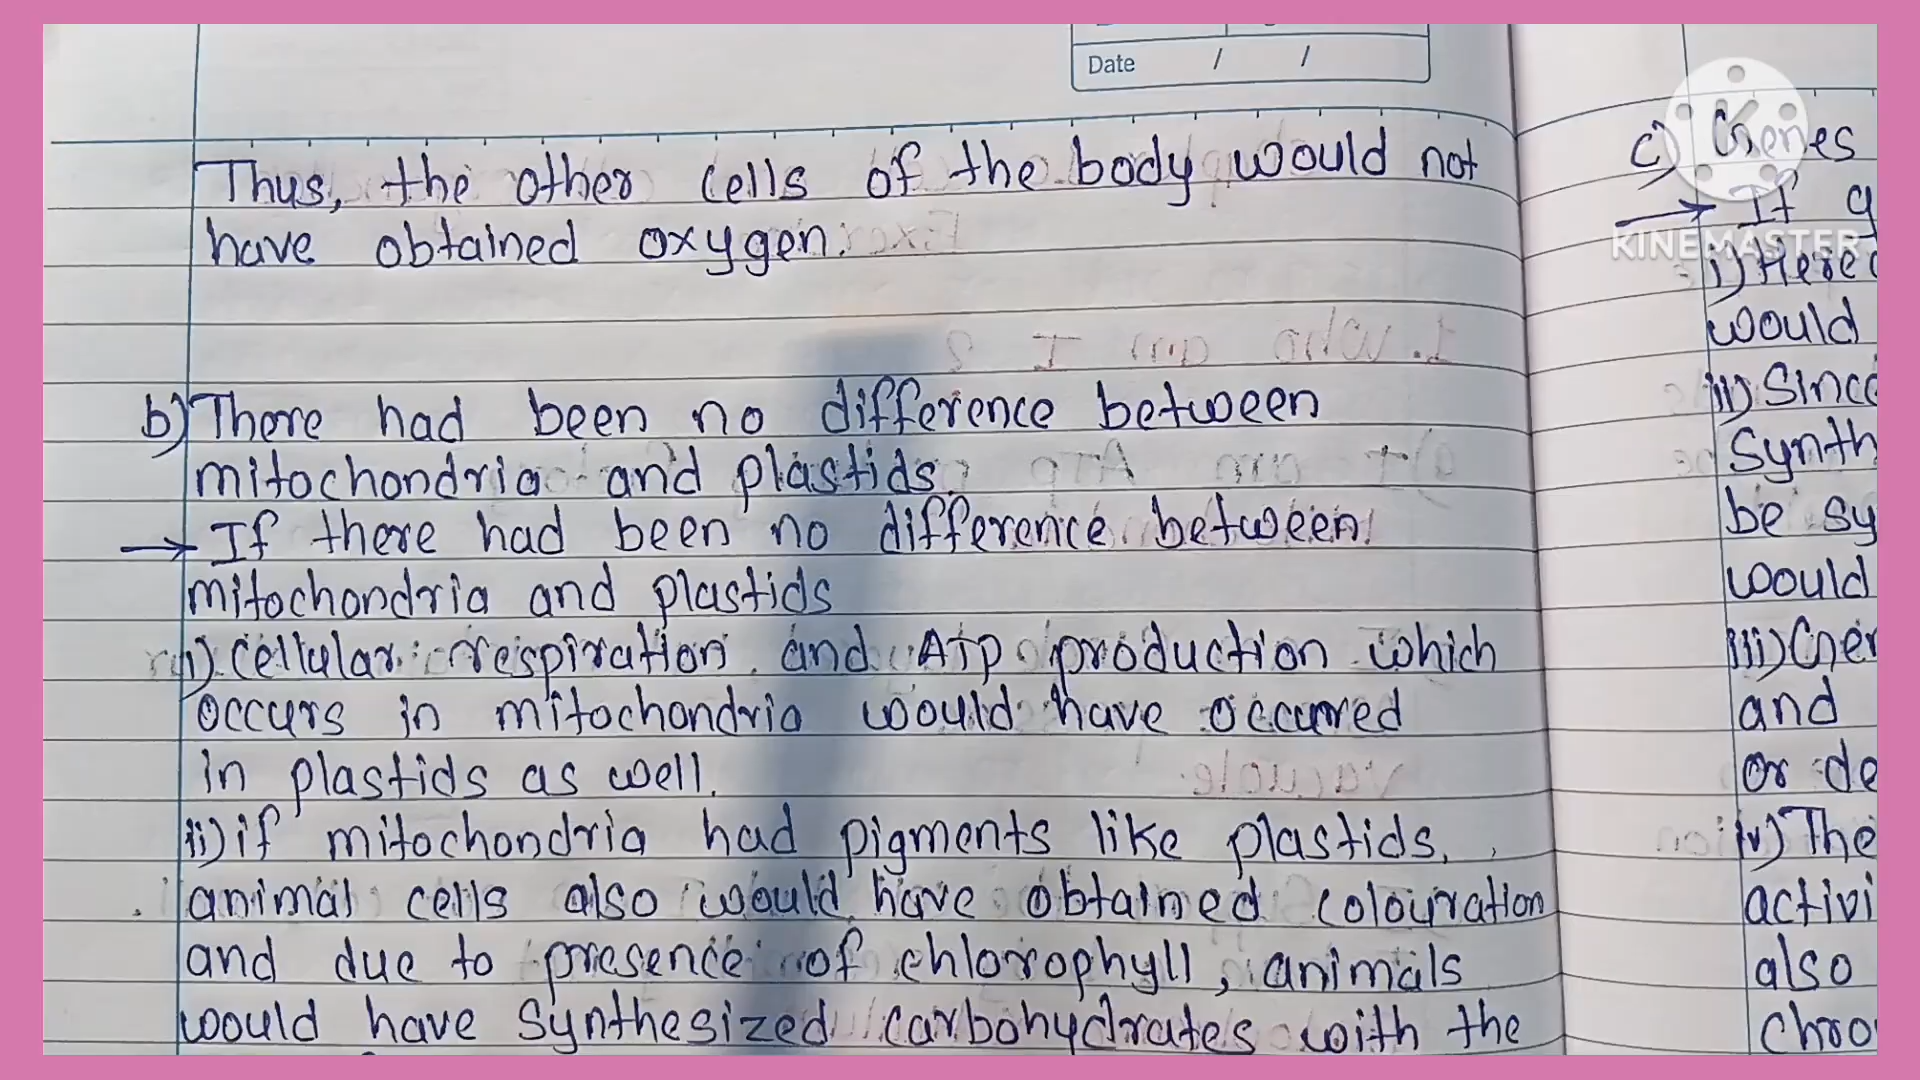 Date / /
Thus, the other cells of the body would not
have obtained oxygen.
b) There had been no difference between
mitochondria and plastids.
→ If there had been no difference between
mitochondria and plastids
i) cellular respiration and ATP production which
occurs in mitochondria would have occurred
in plastids as well.
ii) if mitochondria had pigments like plastids,
animal cells also would have obtained colouration
and due to presence of chlorophyll, animals
would have synthesized carbohydrates with the
c) Genes
→ If g
i) Here
would
ii) Since
Synth
be sy
would
iii) Gen
and
or de
iv) The
activi
also
chro
KINEMASTER